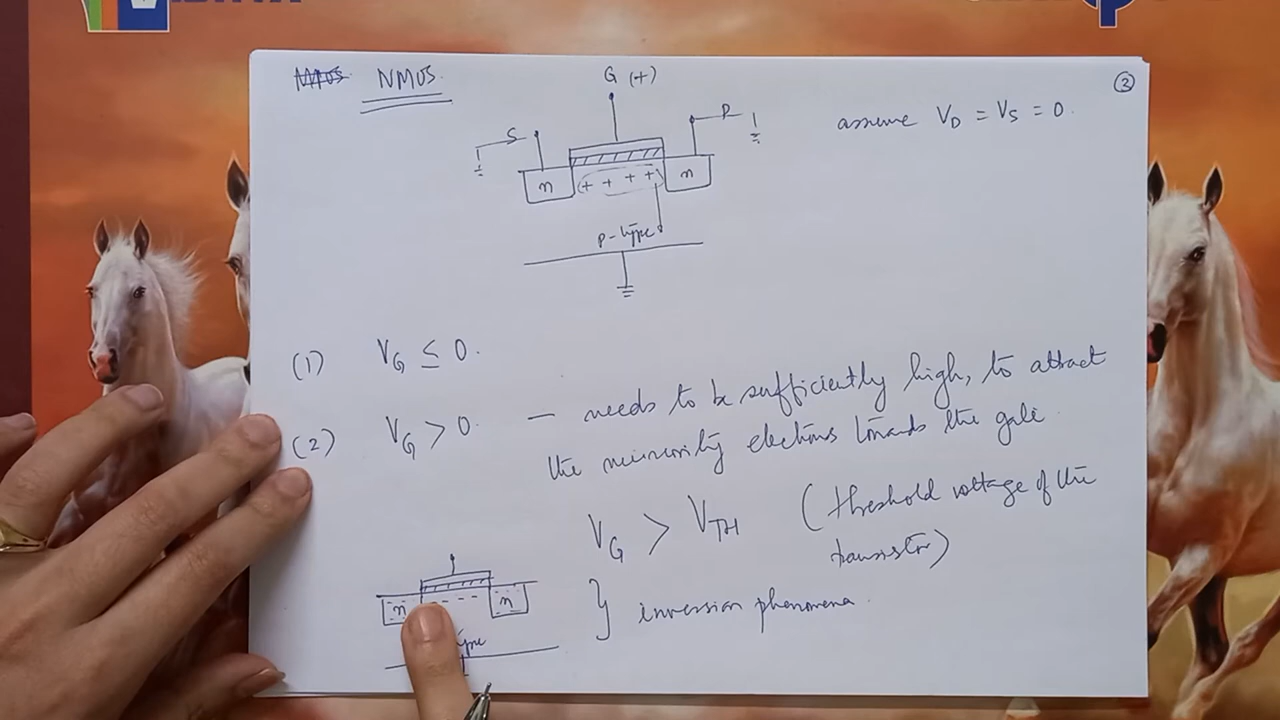 NMOS
G (+)
②
S
D
assume V_D = V_S = 0.
n
+ + + +
n
p-type
(1) V_G ≤ 0.
(2) V_G > 0. — needs to be sufficiently high, to attract
the minority electrons towards the gate
V_G > V_TH (threshold voltage of the
transistor)
n
- - - -
n
ype
} inversion phenomena.